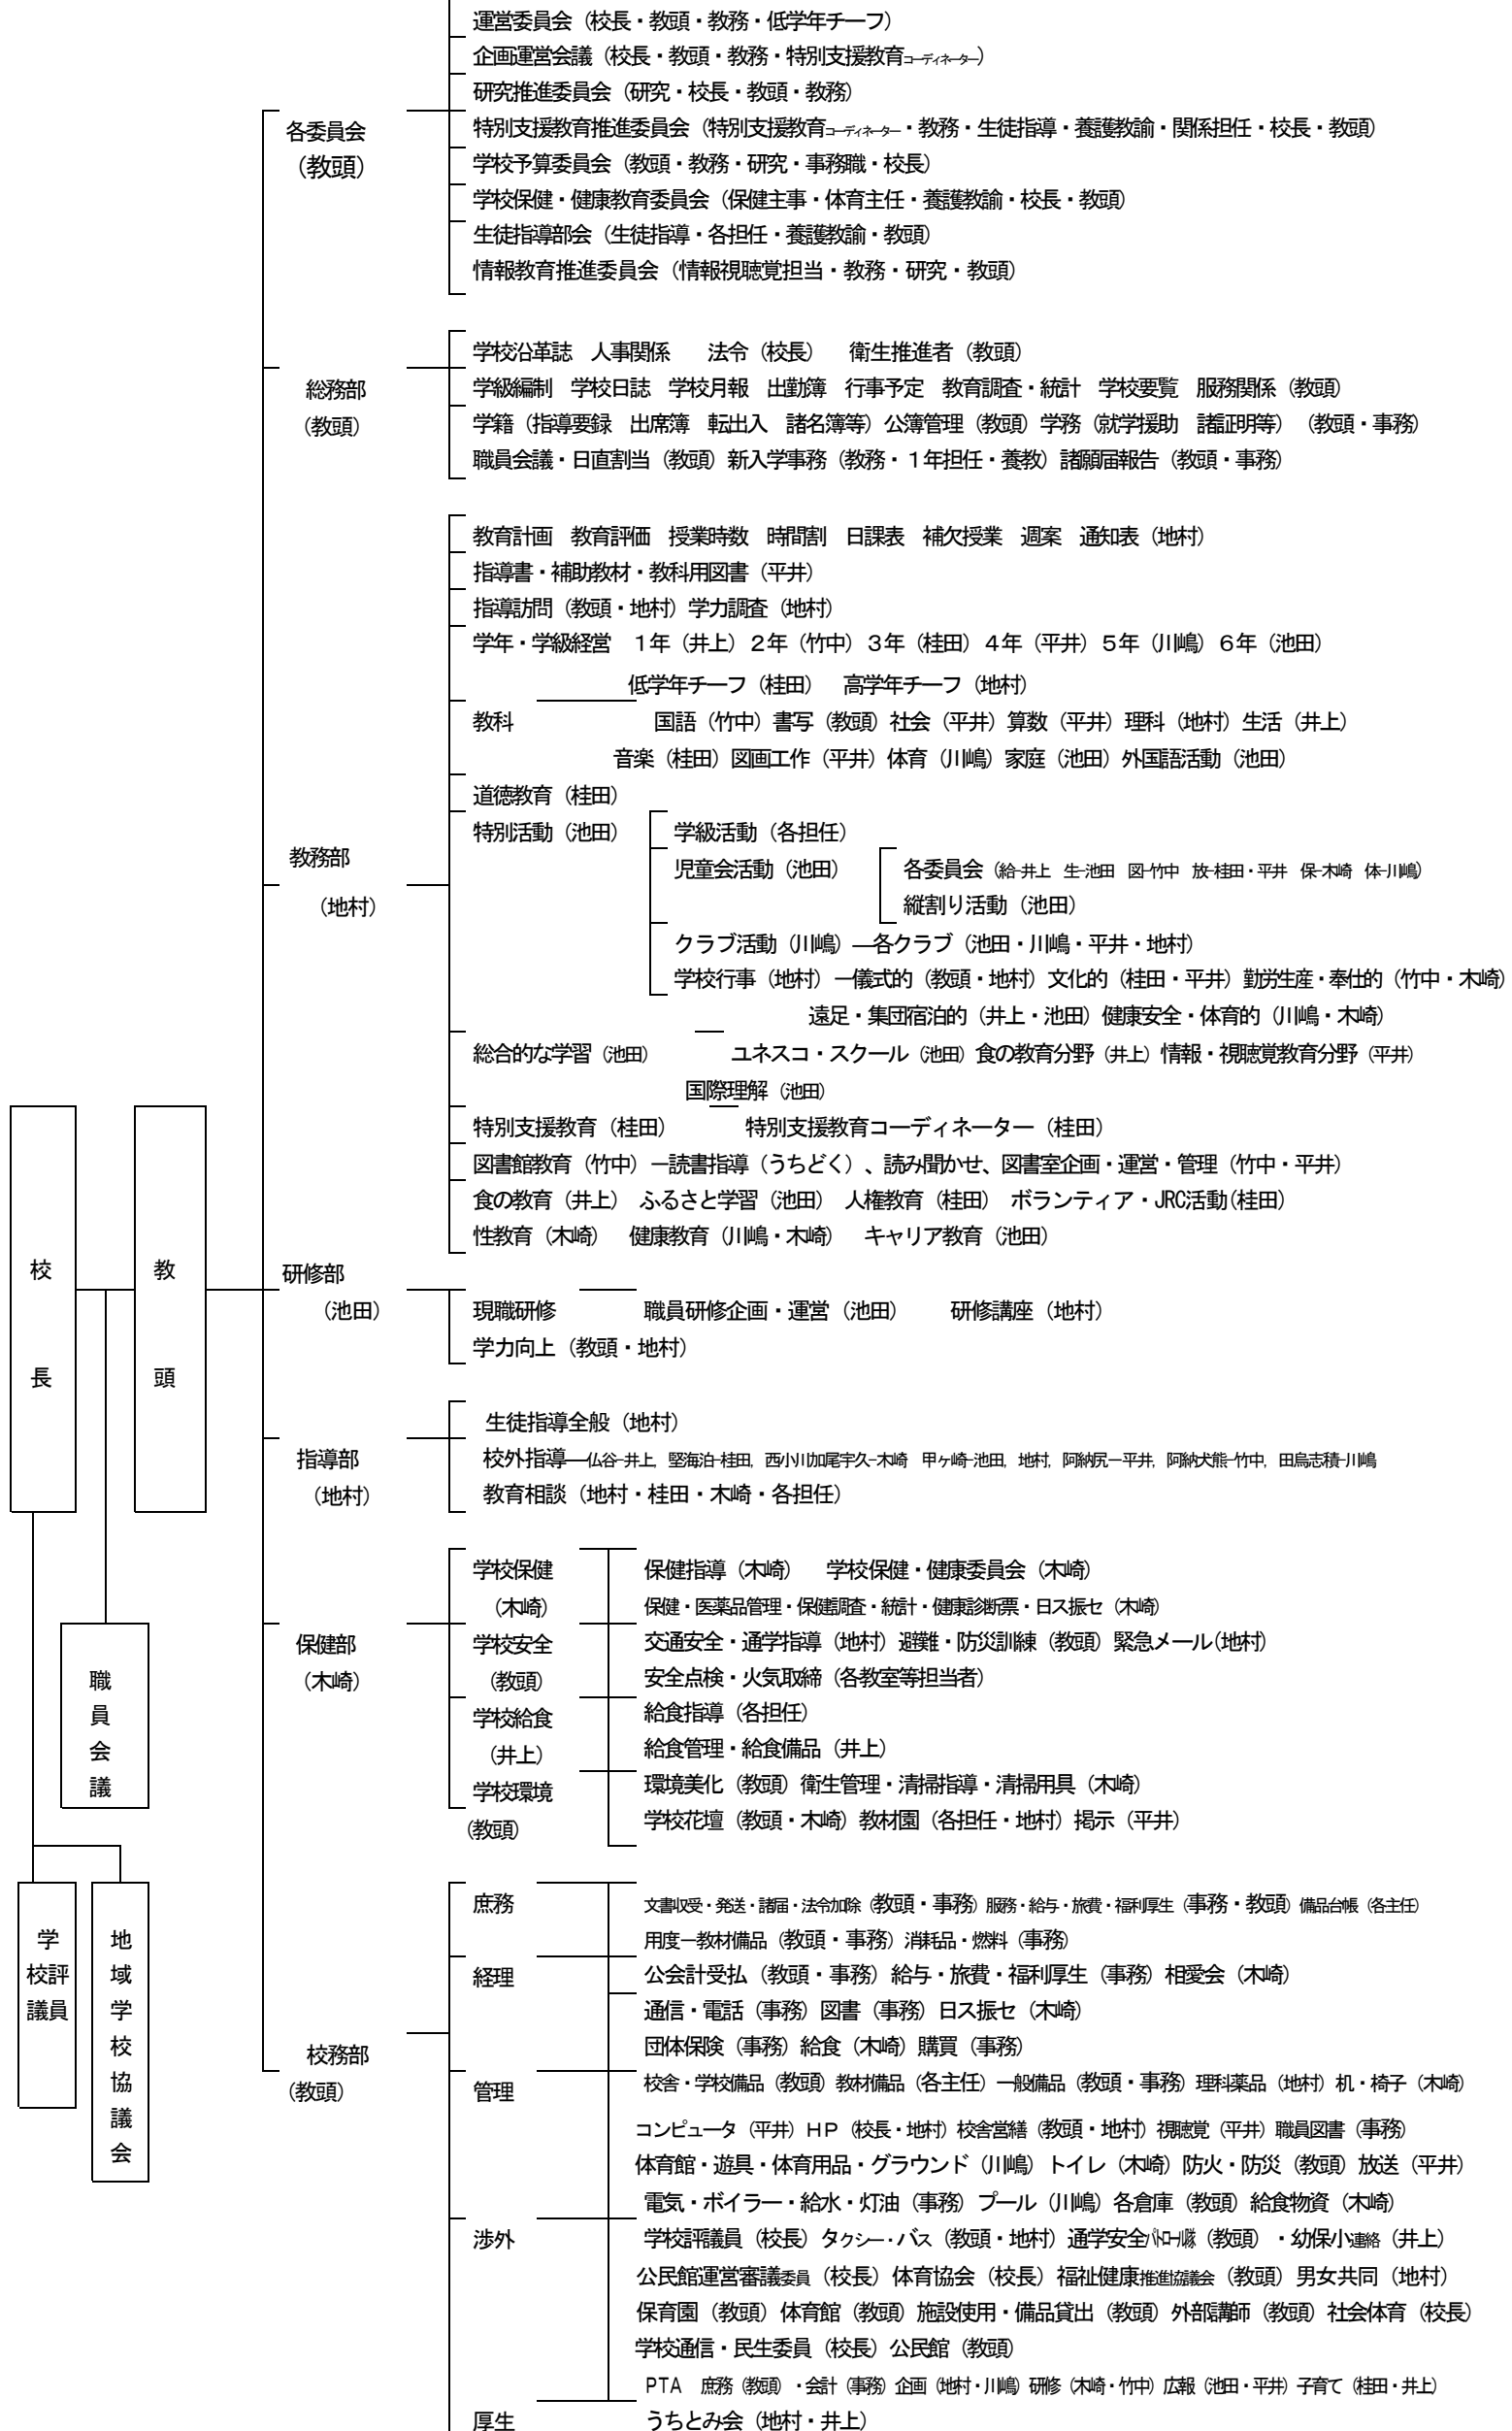 運営委員会（校長・教頭・教務・低学年チーフ）
企画運営会議（校長・教頭・教務・特別支援教育コーディネーター）
研究推進委員会（研究・校長・教頭・教務）
各委員会
（教頭）
特別支援教育推進委員会（特別支援教育コーディネーター・教務・生徒指導・養護教諭・関係担任・校長・教頭）
学校予算委員会（教頭・教務・研究・事務職・校長）
学校保健・健康教育委員会（保健主事・体育主任・養護教諭・校長・教頭）
生徒指導部会（生徒指導・各担任・養護教諭・教頭）
情報教育推進委員会（情報視聴覚担当・教務・研究・教頭）
総務部
（教頭）
学校沿革誌　人事関係　　法令（校長）　衛生推進者（教頭）
学級編制　学校日誌　学校月報　出勤簿　行事予定　教育調査・統計　学校要覧　服務関係（教頭）
学籍（指導要録　出席簿　転出入　諸名簿等）公簿管理（教頭）学務（就学援助　諸証明等）（教頭・事務）
職員会議・日直割当（教頭）新入学事務（教務・１年担任・養教）諸願届報告（教頭・事務）
教務部
（地村）
教育計画　教育評価　授業時数　時間割　日課表　補欠授業　週案　通知表（地村）
指導書・補助教材・教科用図書（平井）
指導訪問（教頭・地村）学力調査（地村）
学年・学級経営　１年（井上）２年（竹中）３年（桂田）４年（平井）５年（川嶋）６年（池田）
低学年チーフ（桂田）　高学年チーフ（地村）
教科　国語（竹中）書写（教頭）社会（平井）算数（平井）理科（地村）生活（井上）
音楽（桂田）図画工作（平井）体育（川嶋）家庭（池田）外国語活動（池田）
道徳教育（桂田）
特別活動（池田）　学級活動（各担任）
児童会活動（池田）　各委員会（給-井上　生-池田　図-竹中　放-桂田・平井　保-木崎　体-川嶋）
縦割り活動（池田）
クラブ活動（川嶋）―各クラブ（池田・川嶋・平井・地村）
学校行事（地村）ー儀式的（教頭・地村）文化的（桂田・平井）勤労生産・奉仕的（竹中・木崎）
遠足・集団宿泊的（井上・池田）健康安全・体育的（川嶋・木崎）
総合的な学習（池田）　ユネスコ・スクール（池田）食の教育分野（井上）情報・視聴覚教育分野（平井）
国際理解（池田）
特別支援教育（桂田）　特別支援教育コーディネーター（桂田）
図書館教育（竹中）ー読書指導（うちどく）、読み聞かせ、図書室企画・運営・管理（竹中・平井）
食の教育（井上）　ふるさと学習（池田）　人権教育（桂田）　ボランティア・JRC活動(桂田）
性教育（木崎）　健康教育（川嶋・木崎）　キャリア教育（池田）
校長
教頭
研修部
（池田）
現職研修　職員研修企画・運営（池田）　研修講座（地村）
学力向上（教頭・地村）
指導部
（地村）
生徒指導全般（地村）
校外指導―仏谷-井上，堅海泊-桂田，西小川加尾宇久-木崎　甲ヶ崎-池田，地村，阿納尻ー平井，阿納犬熊-竹中，田烏志積-川嶋
教育相談（地村・桂田・木崎・各担任）
保健部
（木崎）
学校保健　保健指導（木崎）　学校保健・健康委員会（木崎）
（木崎）　保健・医薬品管理・保健調査・統計・健康診断票・日ス振セ（木崎）
学校安全　交通安全・通学指導（地村）避難・防災訓練（教頭）緊急メール(地村）
（教頭）　安全点検・火気取締（各教室等担当者）
学校給食　給食指導（各担任）
（井上）　給食管理・給食備品（井上）
学校環境　環境美化（教頭）衛生管理・清掃指導・清掃用具（木崎）
（教頭）　学校花壇（教頭・木崎）教材園（各担任・地村）掲示（平井）
職員会議
学校評議員
地域学校協議会
校務部
（教頭）
庶務　文書収受・発送・諸届・法令加除（教頭・事務）服務・給与・旅費・福利厚生（事務・教頭）備品台帳（各主任）
用度ー教材備品（教頭・事務）消耗品・燃料（事務）
経理　公会計受払（教頭・事務）給与・旅費・福利厚生（事務）相愛会（木崎）
通信・電話（事務）図書（事務）日ス振セ（木崎）
団体保険（事務）給食（木崎）購買（事務）
管理　校舎・学校備品（教頭）教材備品（各主任）一般備品（教頭・事務）理科薬品（地村）机・椅子（木崎）
コンピュータ（平井）ＨＰ（校長・地村）校舎営繕（教頭・地村）視聴覚（平井）職員図書（事務）
体育館・遊具・体育用品・グラウンド（川嶋）トイレ（木崎）防火・防災（教頭）放送（平井）
電気・ボイラー・給水・灯油（事務）プール（川嶋）各倉庫（教頭）給食物資（木崎）
渉外　学校評議員（校長）タクシー・バス（教頭・地村）通学安全パトロール隊（教頭）・幼保小連絡（井上）
公民館運営審議委員（校長）体育協会（校長）福祉健康推進協議会（教頭）男女共同（地村）
保育園（教頭）体育館（教頭）施設使用・備品貸出（教頭）外部講師（教頭）社会体育（校長）
学校通信・民生委員（校長）公民館（教頭）
PTA　庶務（教頭）・会計（事務）企画（地村・川嶋）研修（木崎・竹中）広報（池田・平井）子育て（桂田・井上）
厚生　うちとみ会（地村・井上）